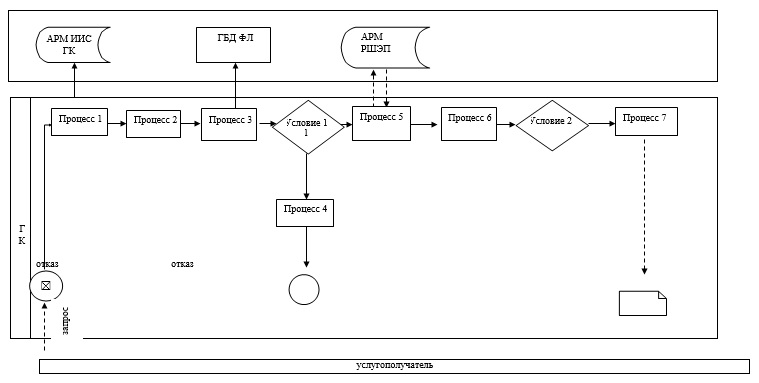 АРМ ИИС
ГК
ГБД ФЛ
АРМ
РШЭП
Процесс 1
Процесс 2
Процесс 3
Условие 1
1
Процесс 5
Процесс 6
Условие 2
Процесс 7
Процесс 4
Г
К
отказ
отказ
запрос
услугополучатель